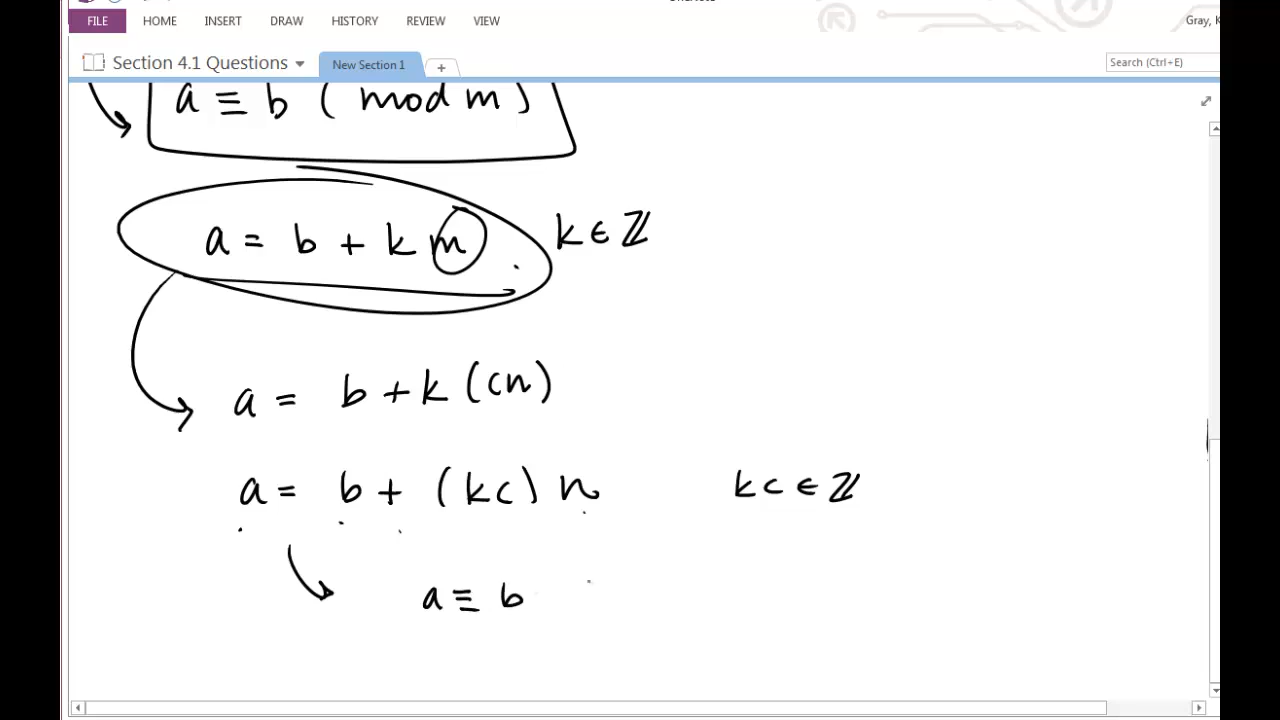 FILE HOME INSERT DRAW HISTORY REVIEW VIEW Gray,
Section 4.1 Questions New Section 1 + Search (Ctrl+E)
a ≡ b ( mod m )
a = b + k m k ∈ ℤ
a = b + k (cn)
a = b + (kc) n kc ∈ ℤ
a ≡ b